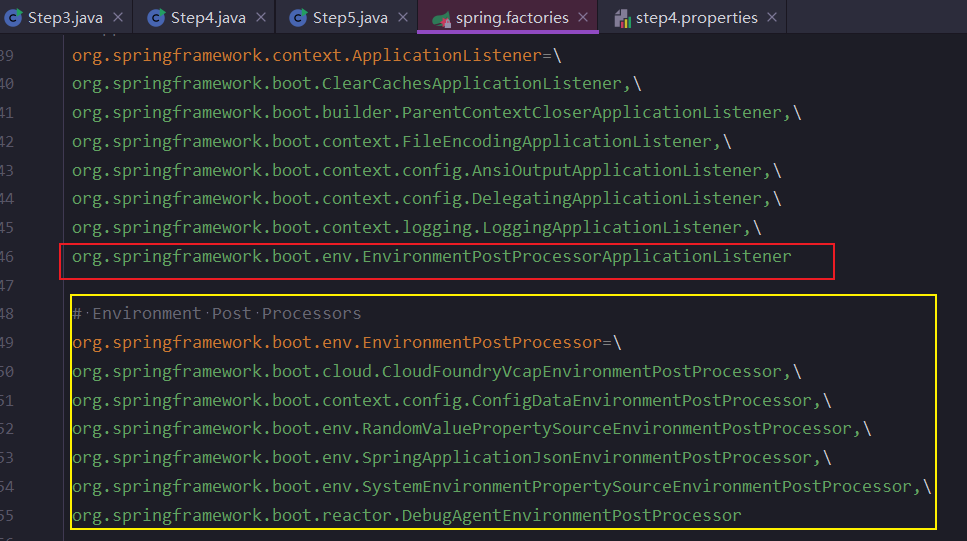 Step3.java Step4.java Step5.java spring.factories step4.properties
39 org.springframework.context.ApplicationListener=\
40 org.springframework.boot.ClearCachesApplicationListener,\
41 org.springframework.boot.builder.ParentContextCloserApplicationListener,\
42 org.springframework.boot.context.FileEncodingApplicationListener,\
43 org.springframework.boot.context.config.AnsiOutputApplicationListener,\
44 org.springframework.boot.context.config.DelegatingApplicationListener,\
45 org.springframework.boot.context.logging.LoggingApplicationListener,\
46 org.springframework.boot.env.EnvironmentPostProcessorApplicationListener
47
48 # Environment Post Processors
49 org.springframework.boot.env.EnvironmentPostProcessor=\
50 org.springframework.boot.cloud.CloudFoundryVcapEnvironmentPostProcessor,\
51 org.springframework.boot.context.config.ConfigDataEnvironmentPostProcessor,\
52 org.springframework.boot.env.RandomValuePropertySourceEnvironmentPostProcessor,\
53 org.springframework.boot.env.SpringApplicationJsonEnvironmentPostProcessor,\
54 org.springframework.boot.env.SystemEnvironmentPropertySourceEnvironmentPostProcessor,\
55 org.springframework.boot.reactor.DebugAgentEnvironmentPostProcessor